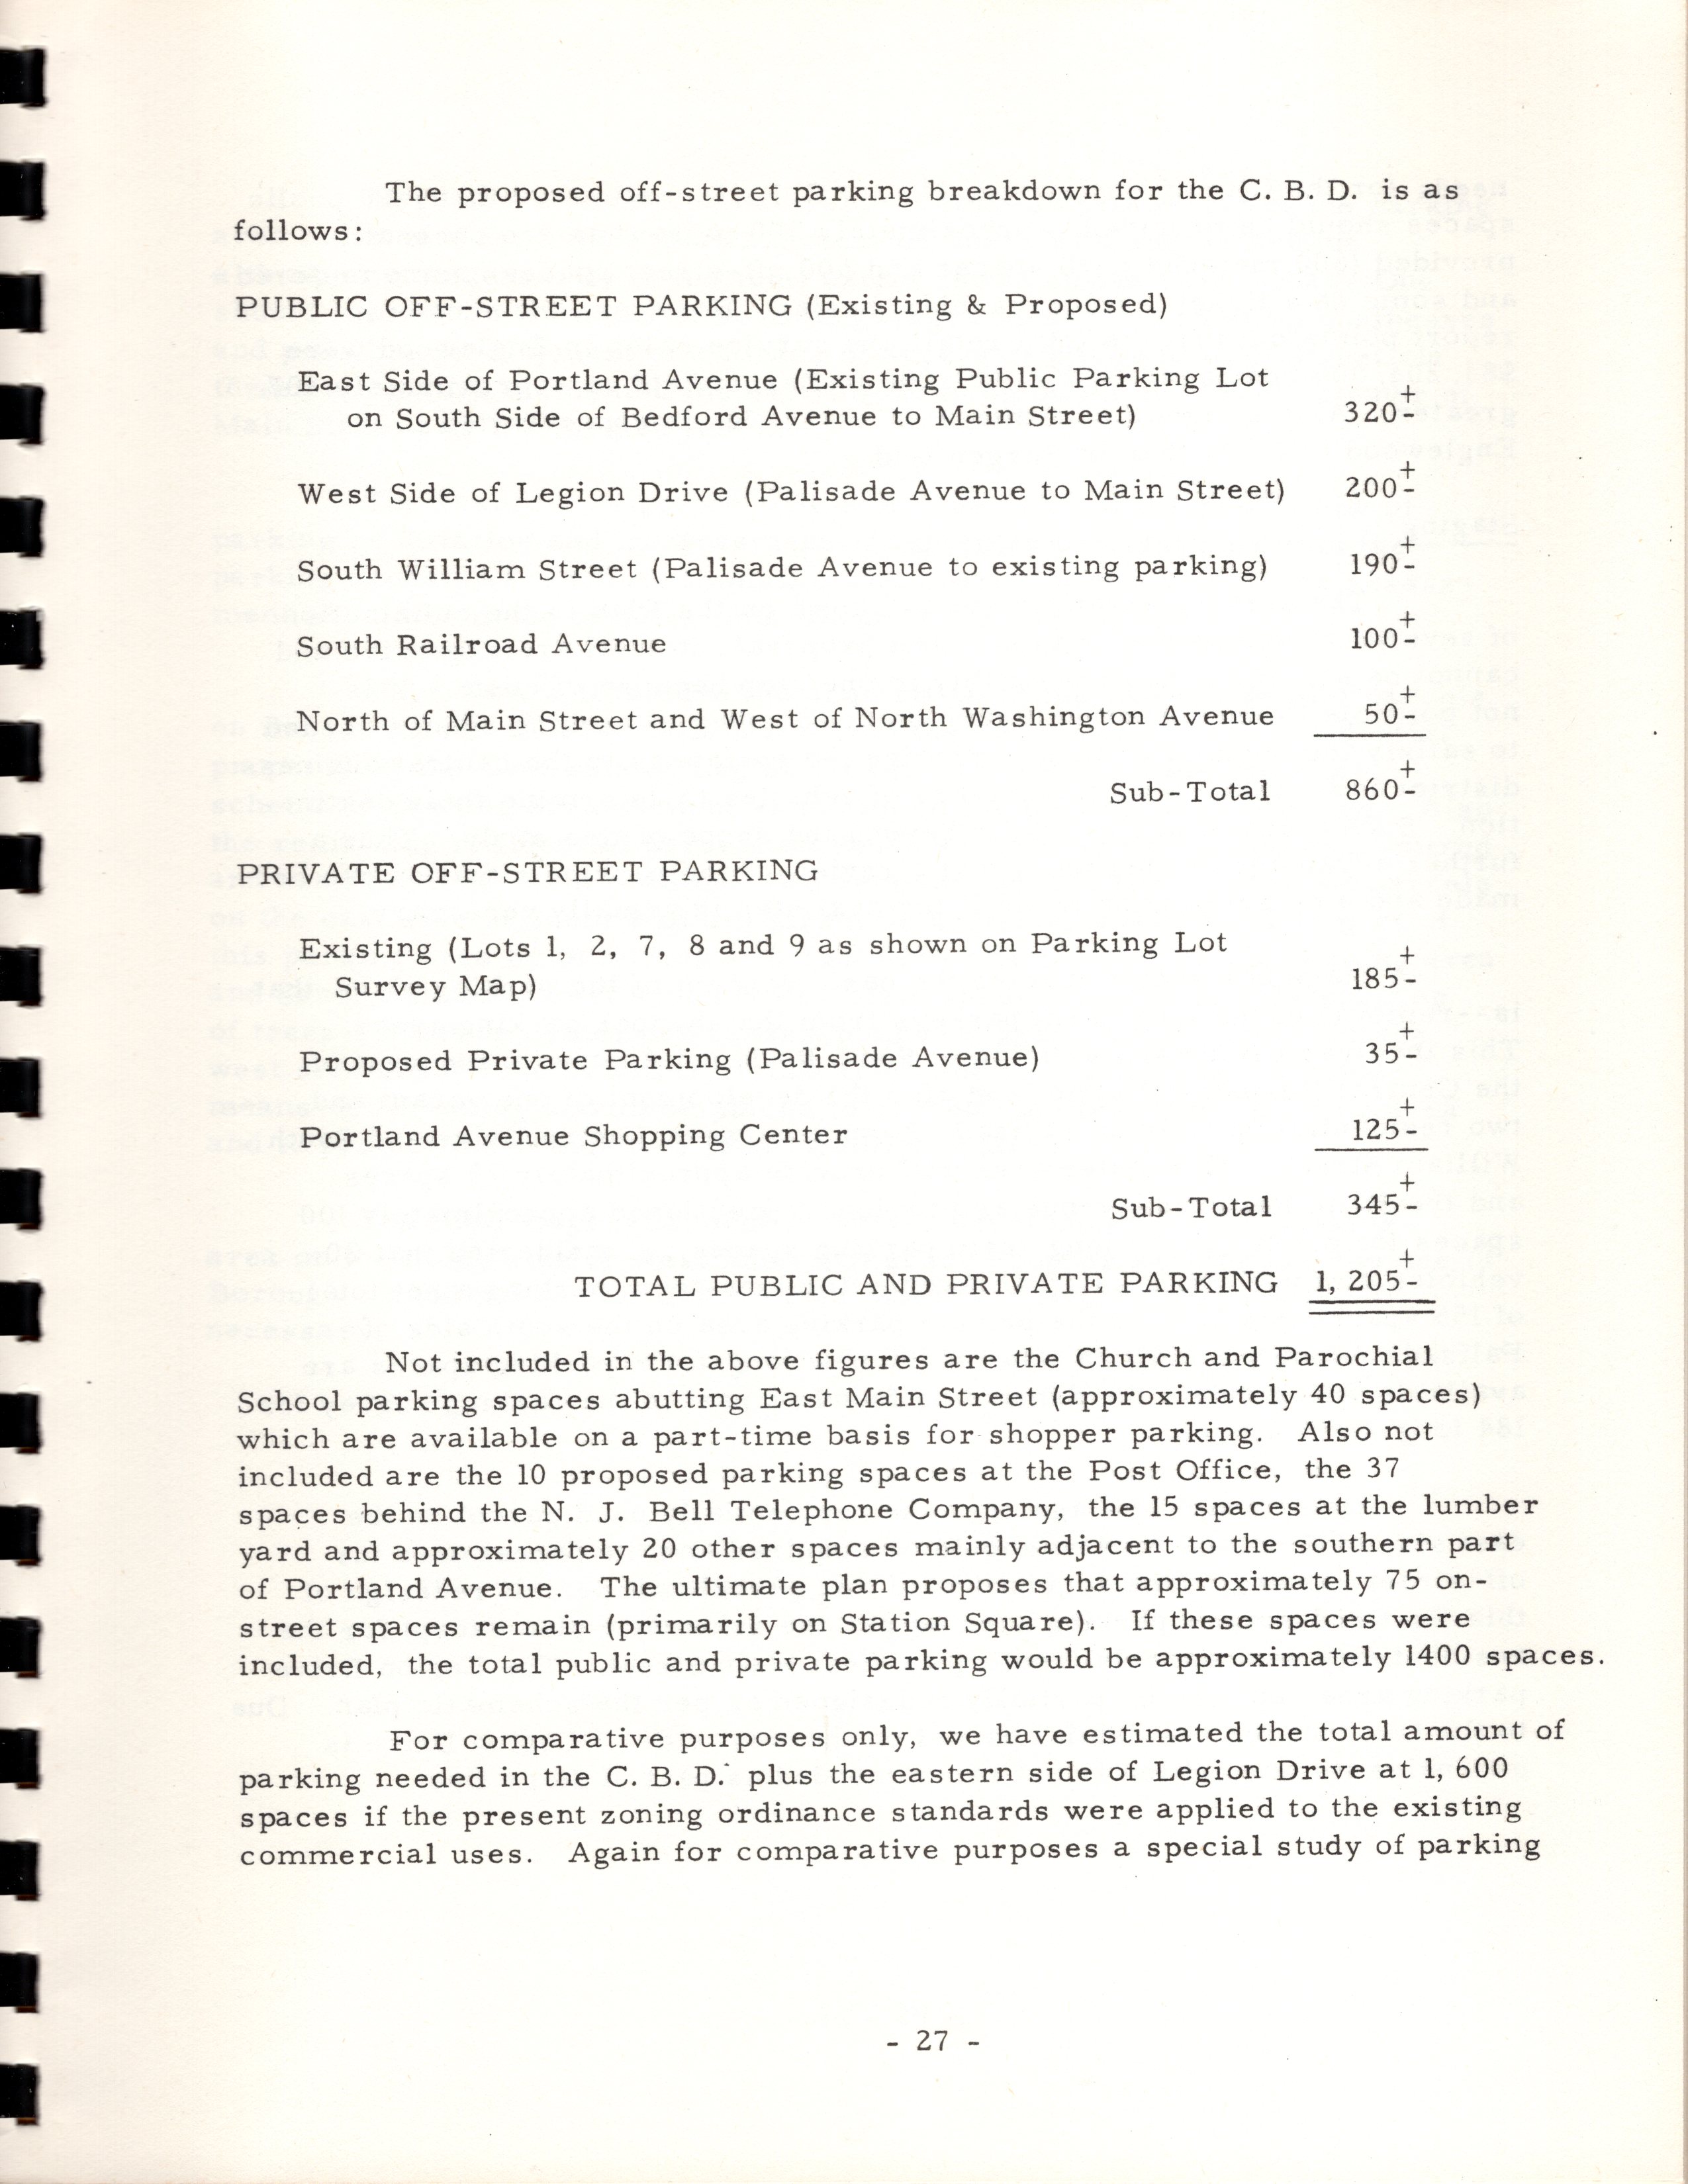 The proposed off-street parking breakdown for the C. B. D. is as
follows:
PUBLIC OFF-STREET PARKING (Existing & Proposed)
East Side of Portland Avenue (Existing Public Parking Lot
on South Side of Bedford Avenue to Main Street) 320±
West Side of Legion Drive (Palisade Avenue to Main Street) 200±
South William Street (Palisade Avenue to existing parking) 190±
South Railroad Avenue 100±
North of Main Street and West of North Washington Avenue 50±
Sub-Total 860±
PRIVATE OFF-STREET PARKING
Existing (Lots 1, 2, 7, 8 and 9 as shown on Parking Lot
Survey Map) 185±
Proposed Private Parking (Palisade Avenue) 35±
Portland Avenue Shopping Center 125±
Sub-Total 345±
TOTAL PUBLIC AND PRIVATE PARKING 1, 205±
Not included in the above figures are the Church and Parochial
School parking spaces abutting East Main Street (approximately 40 spaces)
which are available on a part-time basis for shopper parking. Also not
included are the 10 proposed parking spaces at the Post Office, the 37
spaces behind the N. J. Bell Telephone Company, the 15 spaces at the lumber
yard and approximately 20 other spaces mainly adjacent to the southern part
of Portland Avenue. The ultimate plan proposes that approximately 75 on-
street spaces remain (primarily on Station Square). If these spaces were
included, the total public and private parking would be approximately 1400 spaces.
For comparative purposes only, we have estimated the total amount of
parking needed in the C. B. D. plus the eastern side of Legion Drive at 1, 600
spaces if the present zoning ordinance standards were applied to the existing
commercial uses. Again for comparative purposes a special study of parking
- 27 -